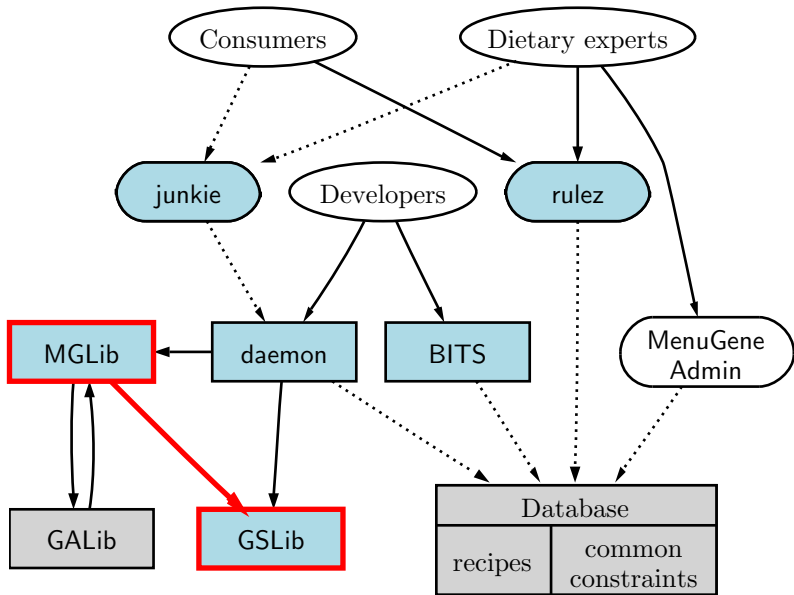 Consumers
Dietary experts
junkie
Developers
rulez
MGLib
daemon
BITS
MenuGene
Admin
GALib
GSLib
Database
recipes
common
constraints